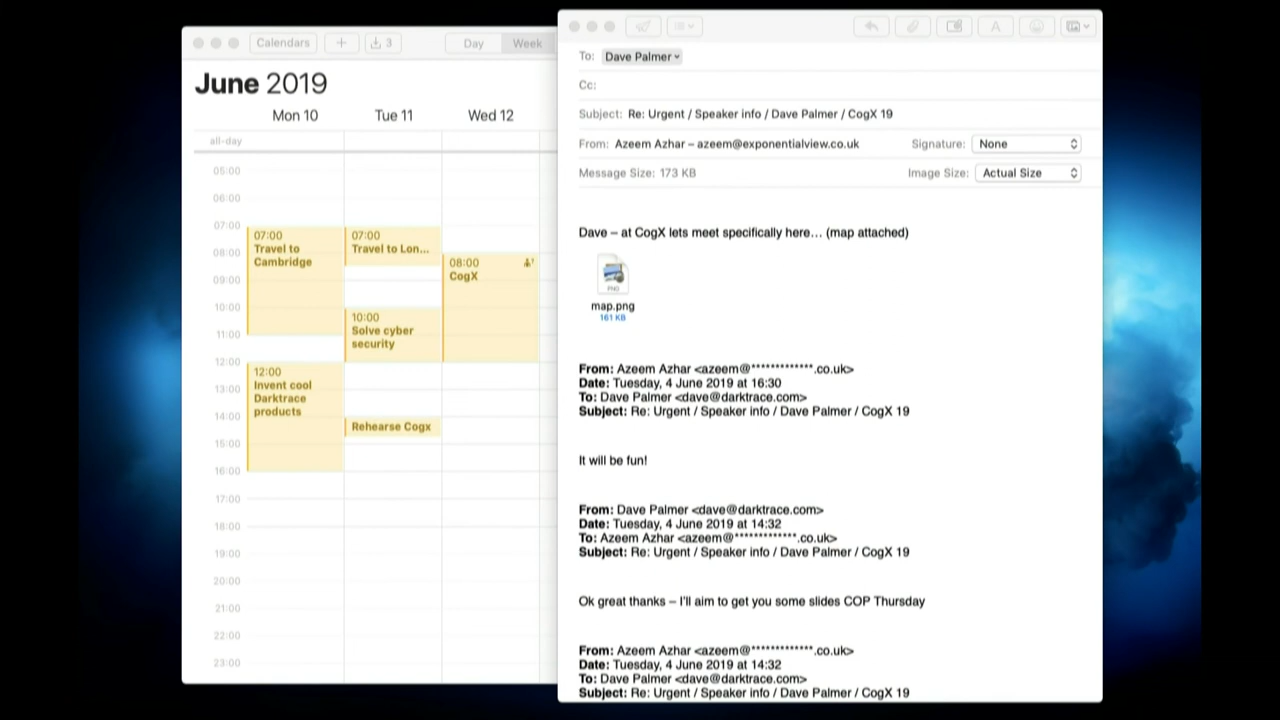 Calendars
+
3
Day
Week
June 2019
Mon 10
Tue 11
Wed 12
all-day
05:00
06:00
07:00
08:00
09:00
10:00
11:00
12:00
13:00
14:00
15:00
16:00
17:00
18:00
19:00
20:00
21:00
22:00
23:00
07:00
Travel to
Cambridge
12:00
Invent cool
Darktrace
products
07:00
Travel to Lon...
10:00
Solve cyber
security
Rehearse Cogx
08:00
CogX
To: Dave Palmer
Cc:
Subject: Re: Urgent / Speaker info / Dave Palmer / CogX 19
From: Azeem Azhar – azeem@exponentialview.co.uk
Signature: None
Message Size: 173 KB
Image Size: Actual Size
Dave – at CogX lets meet specifically here… (map attached)
PNG
map.png
161 KB
From: Azeem Azhar <azeem@*************.co.uk>
Date: Tuesday, 4 June 2019 at 16:30
To: Dave Palmer <dave@darktrace.com>
Subject: Re: Urgent / Speaker info / Dave Palmer / CogX 19
It will be fun!
From: Dave Palmer <dave@darktrace.com>
Date: Tuesday, 4 June 2019 at 14:32
To: Azeem Azhar <azeem@*************.co.uk>
Subject: Re: Urgent / Speaker info / Dave Palmer / CogX 19
Ok great thanks – I'll aim to get you some slides COP Thursday
From: Azeem Azhar <azeem@*************.co.uk>
Date: Tuesday, 4 June 2019 at 14:32
To: Dave Palmer <dave@darktrace.com>
Subject: Re: Urgent / Speaker info / Dave Palmer / CogX 19